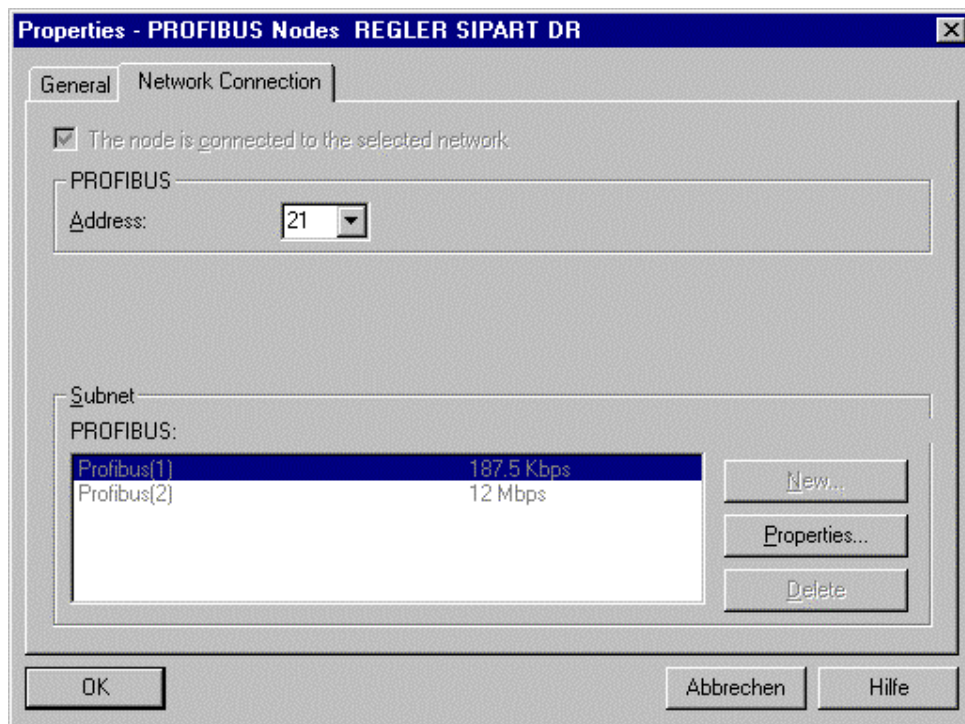 Properties - PROFIBUS Nodes REGLER SIPART DR
General Network Connection
The node is connected to the selected network
PROFIBUS
Address: 21
Subnet
PROFIBUS:
Profibus(1) 187.5 Kbps
Profibus(2) 12 Mbps
New...
Properties...
Delete
OK Abbrechen Hilfe